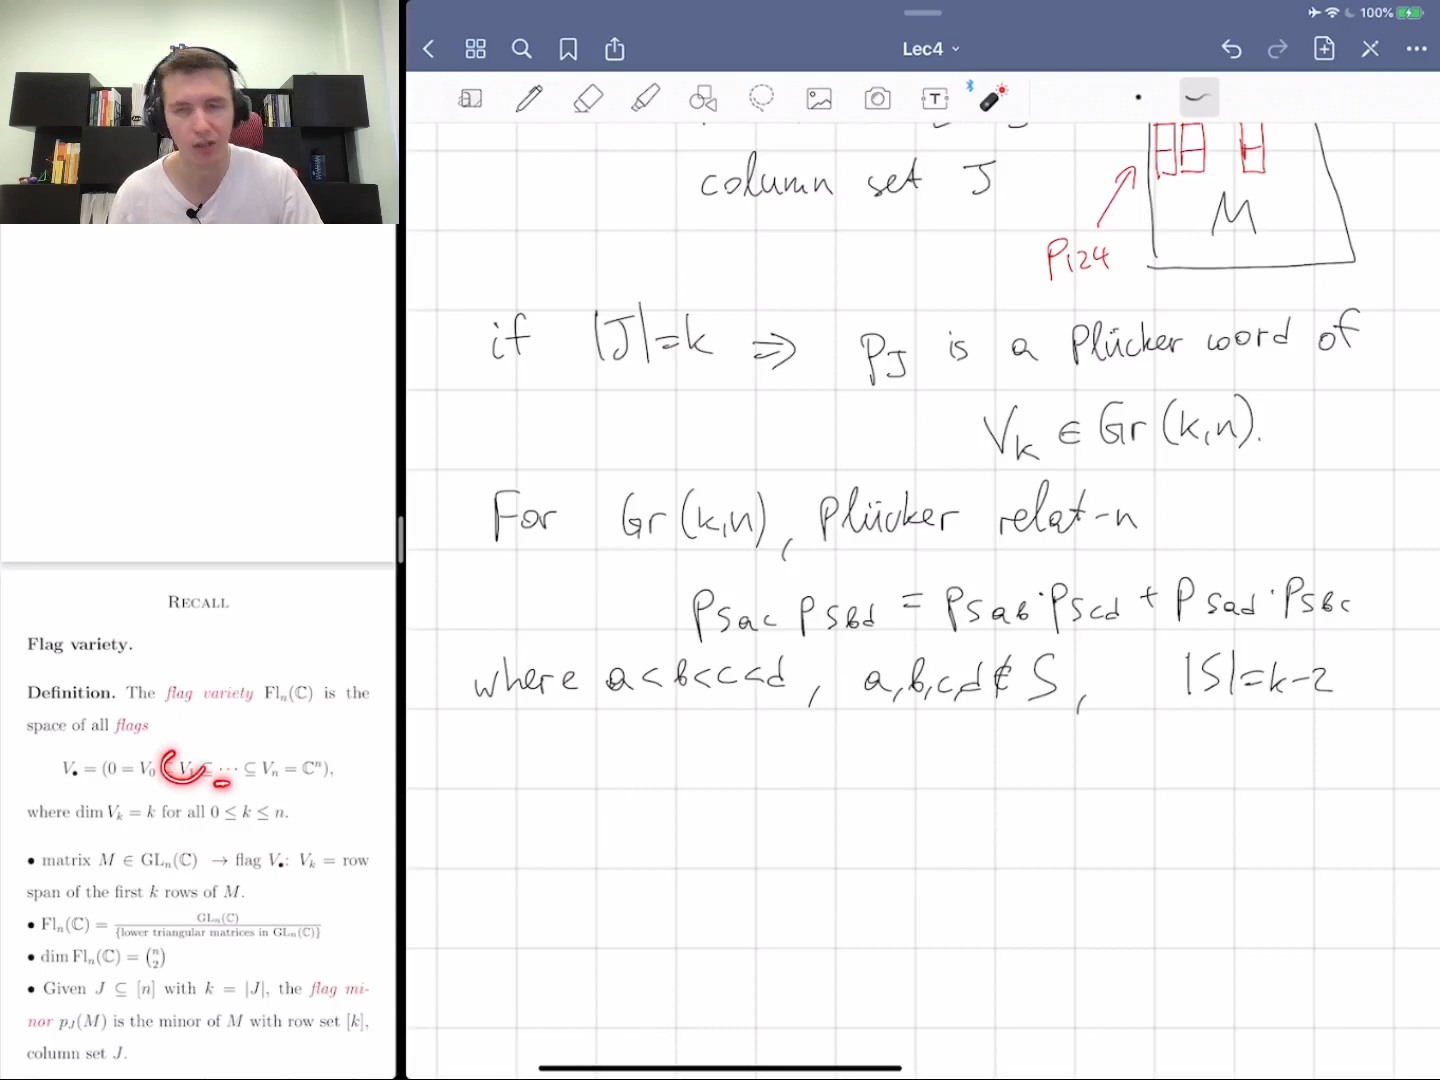 100%
Lec4
column set J
M
P124
if |J|=k ⇒ pJ is a Plücker word of
Vk ∈ Gr(k,n).
For Gr(k,n), Plücker relat-n
PSac PSbd = PSab · PScd + PSad · PSbc
where a<b<c<d, a,b,c,d ∉ S, |S|=k-2
RECALL
Flag variety.
Definition. The flag variety Fln(ℂ) is the
space of all flags
V• = (0 = V0 ⊆ V1 ⊆ ⋯ ⊆ Vn = ℂⁿ),
where dim Vk = k for all 0 ≤ k ≤ n.
• matrix M ∈ GLn(ℂ) → flag V•: Vk = row
span of the first k rows of M.
• Fln(ℂ) = GLn(ℂ) / {lower triangular matrices in GLn(ℂ)}
• dim Fln(ℂ) = (n 2)
• Given J ⊆ [n] with k = |J|, the flag mi-
nor pJ(M) is the minor of M with row set [k],
column set J.